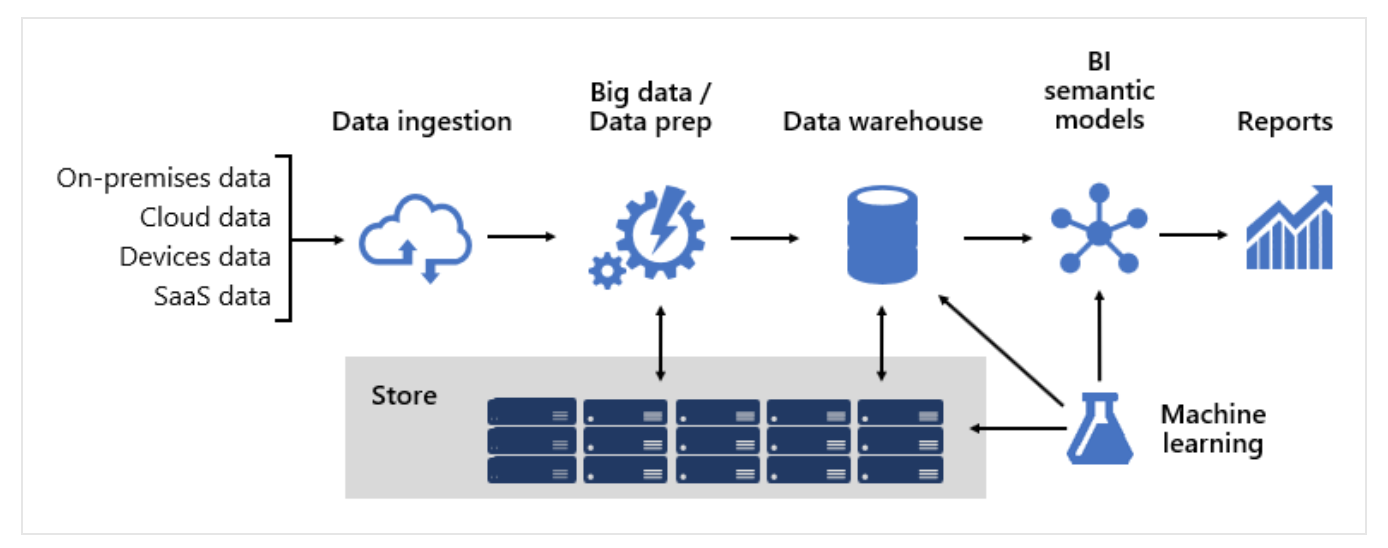 BI
semantic
models
Big data /
Data prep
Data ingestion
Data warehouse
Reports
On-premises data
Cloud data
Devices data
SaaS data
Store
Machine
learning